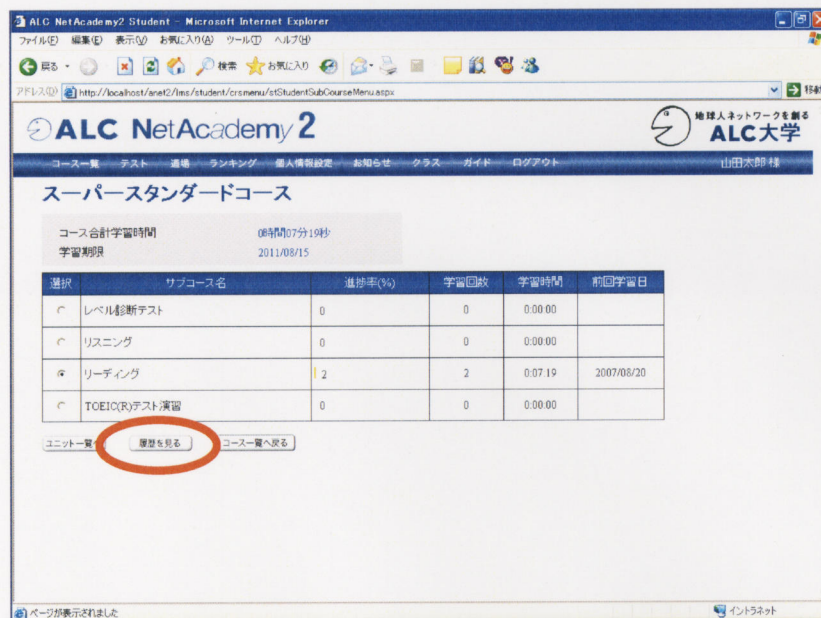 ALC NetAcademy2 Student - Microsoft Internet Explorer
ファイル(F) 編集(E) 表示(V) お気に入り(A) ツール(T) ヘルプ(H)
戻る 検索 お気に入り
アドレス(D) http://localhost/anet2/lms/student/crsmenu/stStudentSubCourseMenu.aspx 移動
ALC NetAcademy 2
地球人ネットワークを創る
ALC大学
コース一覧 テスト 道場 ランキング 個人情報設定 お知らせ クラス ガイド ログアウト 山田太郎 様
スーパースタンダードコース
コース合計学習時間 0時間07分19秒
学習期限 2011/08/15
選択 サブコース名 進捗率(%) 学習回数 学習時間 前回学習日
レベル診断テスト 0 0 0:00:00
リスニング 0 0 0:00:00
リーディング 2 2 0:07:19 2007/08/20
TOEIC(R)テスト演習 0 0 0:00:00
ユニット一覧へ 履歴を見る コース一覧へ戻る
ページが表示されました イントラネット